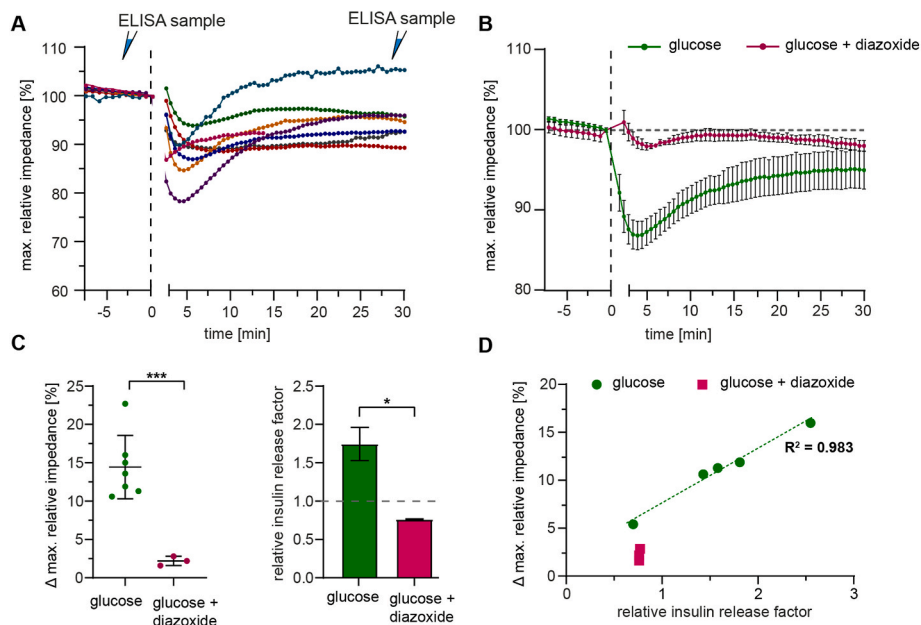 A
ELISA sample
ELISA sample
110
100
90
80
70
60
max. relative impedance [%]
-5
0
5
10
15
20
25
30
time [min]
B
glucose
glucose + diazoxide
110
100
90
80
max. relative impedance [%]
-5
0
5
10
15
20
25
30
time [min]
C
25
20
15
10
5
0
Δ max. relative impedance [%]
***
glucose
glucose +
diazoxide
2.5
2.0
1.5
1.0
0.5
0.0
relative insulin release factor
*
glucose
glucose +
diazoxide
D
glucose
glucose + diazoxide
20
15
10
5
0
Δ max. relative impedance [%]
R² = 0.983
0
1
2
3
relative insulin release factor